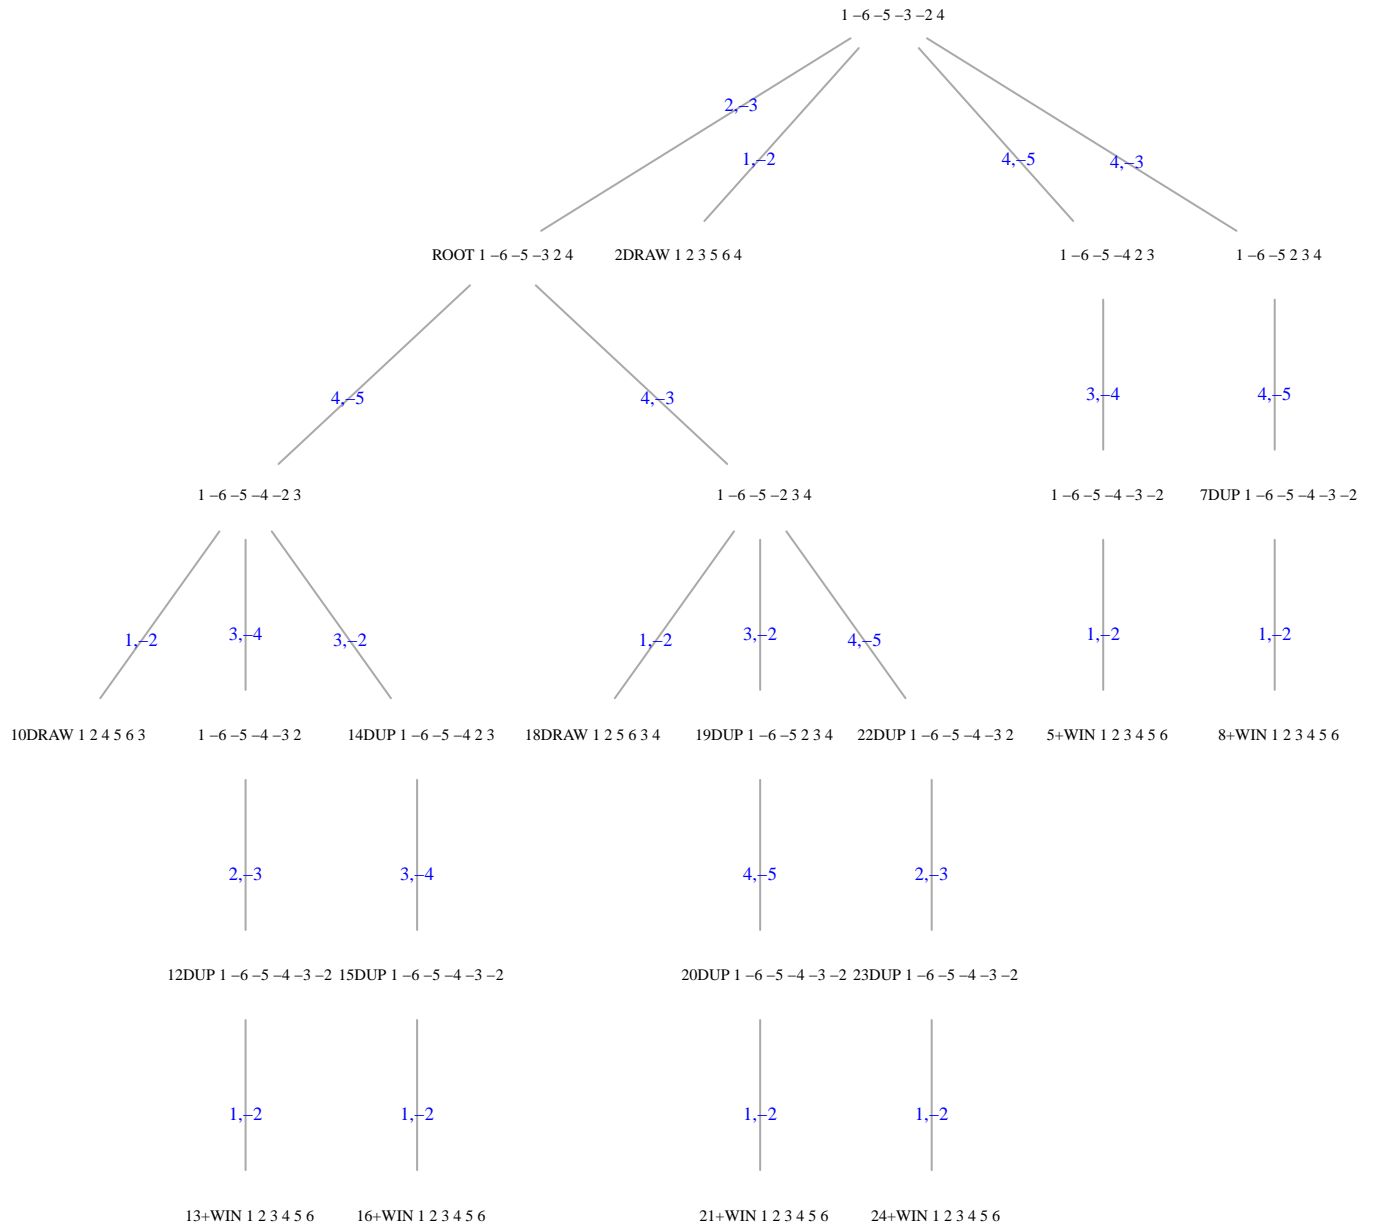 1 –6 –5 –3 –2 4
2,–3
1,–2
4,–5
4,–3
ROOT 1 –6 –5 –3 2 4
2DRAW 1 2 3 5 6 4
1 –6 –5 –4 2 3
1 –6 –5 2 3 4
4,–5
4,–3
3,–4
4,–5
1 –6 –5 –4 –2 3
1 –6 –5 –2 3 4
1 –6 –5 –4 –3 –2
7DUP 1 –6 –5 –4 –3 –2
1,–2
3,–4
3,–2
1,–2
3,–2
4,–5
1,–2
1,–2
10DRAW 1 2 4 5 6 3
1 –6 –5 –4 –3 2
14DUP 1 –6 –5 –4 2 3
18DRAW 1 2 5 6 3 4
19DUP 1 –6 –5 2 3 4
22DUP 1 –6 –5 –4 –3 2
5+WIN 1 2 3 4 5 6
8+WIN 1 2 3 4 5 6
2,–3
3,–4
4,–5
2,–3
12DUP 1 –6 –5 –4 –3 –2
15DUP 1 –6 –5 –4 –3 –2
20DUP 1 –6 –5 –4 –3 –2
23DUP 1 –6 –5 –4 –3 –2
1,–2
1,–2
1,–2
1,–2
13+WIN 1 2 3 4 5 6
16+WIN 1 2 3 4 5 6
21+WIN 1 2 3 4 5 6
24+WIN 1 2 3 4 5 6